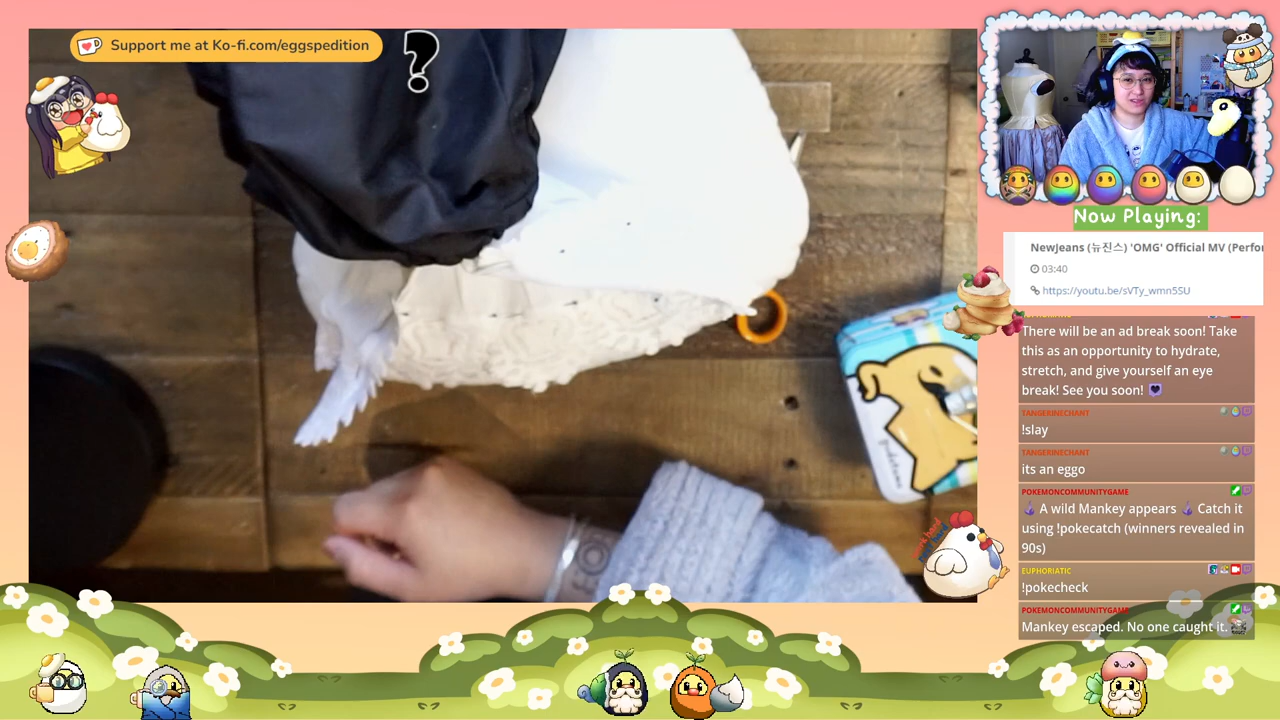 Support me at Ko-fi.com/eggspedition
?
Now Playing:
NewJeans (뉴진스) 'OMG' Official MV (Perfor
03:40
https://youtu.be/sVTy_wmn5SU
There will be an ad break soon! Take
this as an opportunity to hydrate,
stretch, and give yourself an eye
break! See you soon!
TANGERINECHANT
!slay
TANGERINECHANT
its an eggo
POKEMONCOMMUNITYGAME
A wild Mankey appears
Catch it
using !pokecatch (winners revealed in
90s)
EUPHORIATIC
!pokecheck
POKEMONCOMMUNITYGAME
Mankey escaped. No one caught it.